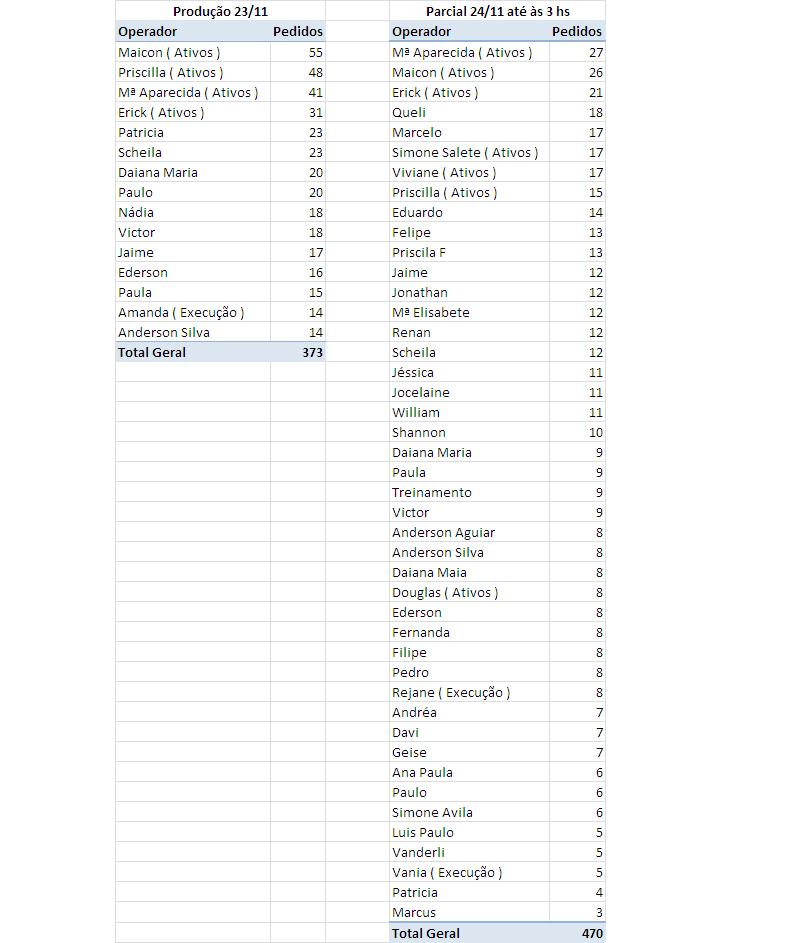 Produção 23/11
Operador Pedidos
Maicon ( Ativos ) 55
Priscilla ( Ativos ) 48
Mª Aparecida ( Ativos ) 41
Erick ( Ativos ) 31
Patricia 23
Scheila 23
Daiana Maria 20
Paulo 20
Nádia 18
Victor 18
Jaime 17
Ederson 16
Paula 15
Amanda ( Execução ) 14
Anderson Silva 14
Total Geral 373
Parcial 24/11 até às 3 hs
Operador Pedidos
Mª Aparecida ( Ativos ) 27
Maicon ( Ativos ) 26
Erick ( Ativos ) 21
Queli 18
Marcelo 17
Simone Salete ( Ativos ) 17
Viviane ( Ativos ) 17
Priscilla ( Ativos ) 15
Eduardo 14
Felipe 13
Priscila F 13
Jaime 12
Jonathan 12
Mª Elisabete 12
Renan 12
Scheila 12
Jéssica 11
Jocelaine 11
William 11
Shannon 10
Daiana Maria 9
Paula 9
Treinamento 9
Victor 9
Anderson Aguiar 8
Anderson Silva 8
Daiana Maia 8
Douglas ( Ativos ) 8
Ederson 8
Fernanda 8
Filipe 8
Pedro 8
Rejane ( Execução ) 8
Andréa 7
Davi 7
Geise 7
Ana Paula 6
Paulo 6
Simone Avila 6
Luis Paulo 5
Vanderli 5
Vania ( Execução ) 5
Patricia 4
Marcus 3
Total Geral 470